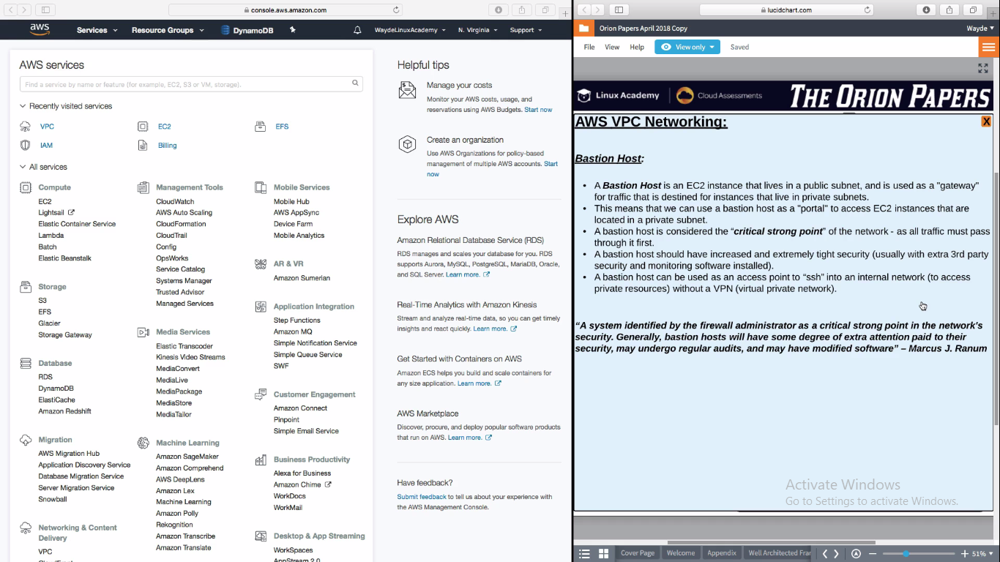 console.aws.amazon.com
aws
Services
Resource Groups
DynamoDB
WaydeLinuxAcademy
N. Virginia
Support
AWS services
Find a service by name or feature (for example, EC2, S3 or VM, storage).
Recently visited services
VPC
EC2
EFS
IAM
Billing
All services
Compute
EC2
Lightsail
Elastic Container Service
Lambda
Batch
Elastic Beanstalk
Storage
S3
EFS
Glacier
Storage Gateway
Database
RDS
DynamoDB
ElastiCache
Amazon Redshift
Migration
AWS Migration Hub
Application Discovery Service
Database Migration Service
Server Migration Service
Snowball
Networking & Content
Delivery
VPC
Management Tools
CloudWatch
AWS Auto Scaling
CloudFormation
CloudTrail
Config
OpsWorks
Service Catalog
Systems Manager
Trusted Advisor
Managed Services
Media Services
Elastic Transcoder
Kinesis Video Streams
MediaConvert
MediaLive
MediaPackage
MediaStore
MediaTailor
Machine Learning
Amazon SageMaker
Amazon Comprehend
AWS DeepLens
Amazon Lex
Machine Learning
Amazon Polly
Rekognition
Amazon Transcribe
Amazon Translate
Mobile Services
Mobile Hub
AWS AppSync
Device Farm
Mobile Analytics
AR & VR
Amazon Sumerian
Application Integration
Step Functions
Amazon MQ
Simple Notification Service
Simple Queue Service
SWF
Customer Engagement
Amazon Connect
Pinpoint
Simple Email Service
Business Productivity
Alexa for Business
Amazon Chime
WorkDocs
WorkMail
Desktop & App Streaming
WorkSpaces
AppStream 2.0
Helpful tips
Manage your costs
Monitor your AWS costs, usage, and
reservations using AWS Budgets. Start now
Create an organization
Use AWS Organizations for policy-based
management of multiple AWS accounts. Start
now
Explore AWS
Amazon Relational Database Service (RDS)
RDS manages and scales your database for you. RDS
supports Aurora, MySQL, PostgreSQL, MariaDB, Oracle,
and SQL Server. Learn more.
Real-Time Analytics with Amazon Kinesis
Stream and analyze real-time data, so you can get timely
insights and react quickly. Learn more.
Get Started with Containers on AWS
Amazon ECS helps you build and scale containers for
any size application. Learn more.
AWS Marketplace
Discover, procure, and deploy popular software products
that run on AWS. Learn more.
Have feedback?
Submit feedback to tell us about your experience with
the AWS Management Console.
lucidchart.com
Orion Papers April 2018 Copy
Wayde
File
View
Help
View only
Saved
Linux Academy
Cloud Assessments
THE ORION PAPERS
AWS VPC Networking:
X
Bastion Host:
• A Bastion Host is an EC2 instance that lives in a public subnet, and is used as a "gateway"
for traffic that is destined for instances that live in private subnets.
• This means that we can use a bastion host as a "portal" to access EC2 instances that are
located in a private subnet.
• A bastion host is considered the “critical strong point” of the network - as all traffic must pass
through it first.
• A bastion host should have increased and extremely tight security (usually with extra 3rd party
security and monitoring software installed).
• A bastion host can be used as an access point to “ssh” into an internal network (to access
private resources) without a VPN (virtual private network).
“A system identified by the firewall administrator as a critical strong point in the network's
security. Generally, bastion hosts will have some degree of extra attention paid to their
security, may undergo regular audits, and may have modified software” – Marcus J. Ranum
Activate Windows
Go to Settings to activate Windows.
Cover Page
Welcome
Appendix
Well Architected Fra
51%